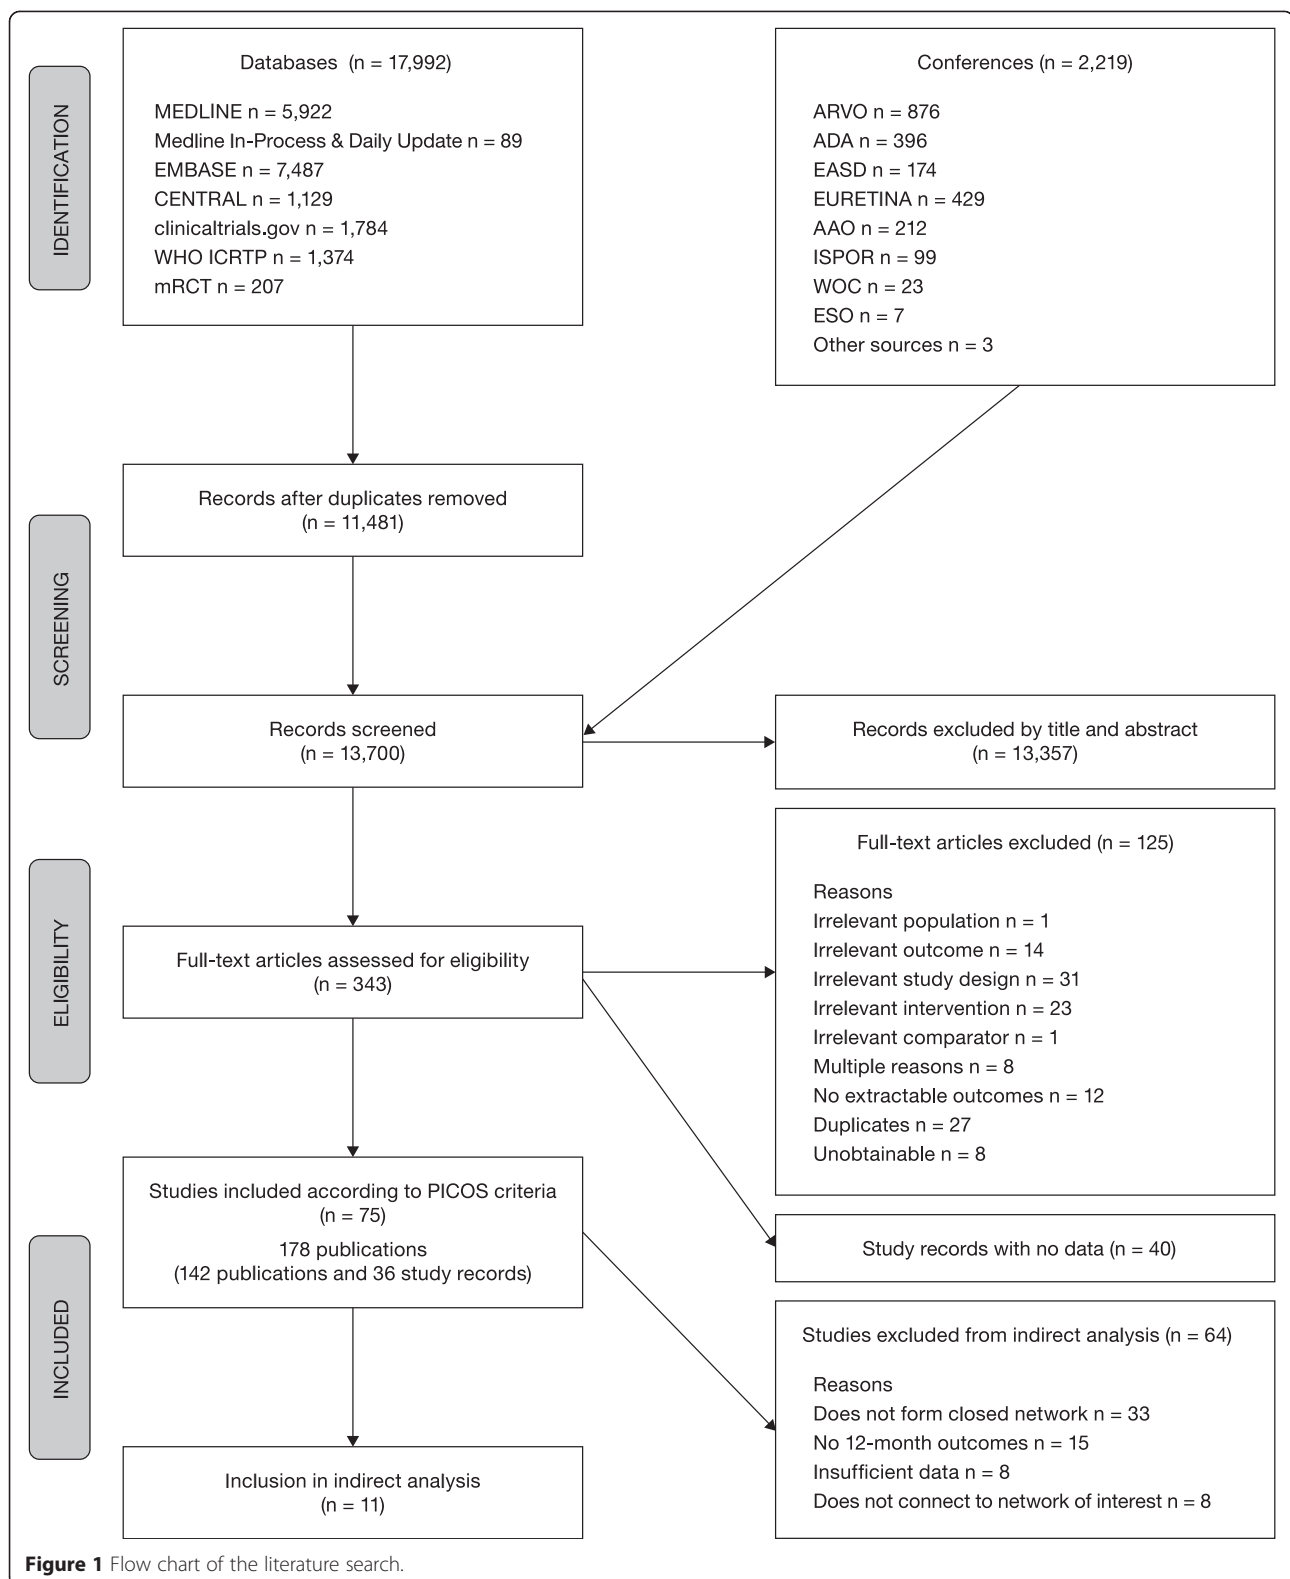 IDENTIFICATION
Databases (n = 17,992)
MEDLINE n = 5,922
Medline In-Process & Daily Update n = 89
EMBASE n = 7,487
CENTRAL n = 1,129
clinicaltrials.gov n = 1,784
WHO ICRTP n = 1,374
mRCT n = 207
Conferences (n = 2,219)
ARVO n = 876
ADA n = 396
EASD n = 174
EURETINA n = 429
AAO n = 212
ISPOR n = 99
WOC n = 23
ESO n = 7
Other sources n = 3
SCREENING
Records after duplicates removed
(n = 11,481)
Records screened
(n = 13,700)
Records excluded by title and abstract
(n = 13,357)
ELIGIBILITY
Full-text articles assessed for eligibility
(n = 343)
Full-text articles excluded (n = 125)
Reasons
Irrelevant population n = 1
Irrelevant outcome n = 14
Irrelevant study design n = 31
Irrelevant intervention n = 23
Irrelevant comparator n = 1
Multiple reasons n = 8
No extractable outcomes n = 12
Duplicates n = 27
Unobtainable n = 8
Study records with no data (n = 40)
INCLUDED
Studies included according to PICOS criteria
(n = 75)
178 publications
(142 publications and 36 study records)
Studies excluded from indirect analysis (n = 64)
Reasons
Does not form closed network n = 33
No 12-month outcomes n = 15
Insufficient data n = 8
Does not connect to network of interest n = 8
Inclusion in indirect analysis
(n = 11)
Figure 1 Flow chart of the literature search.